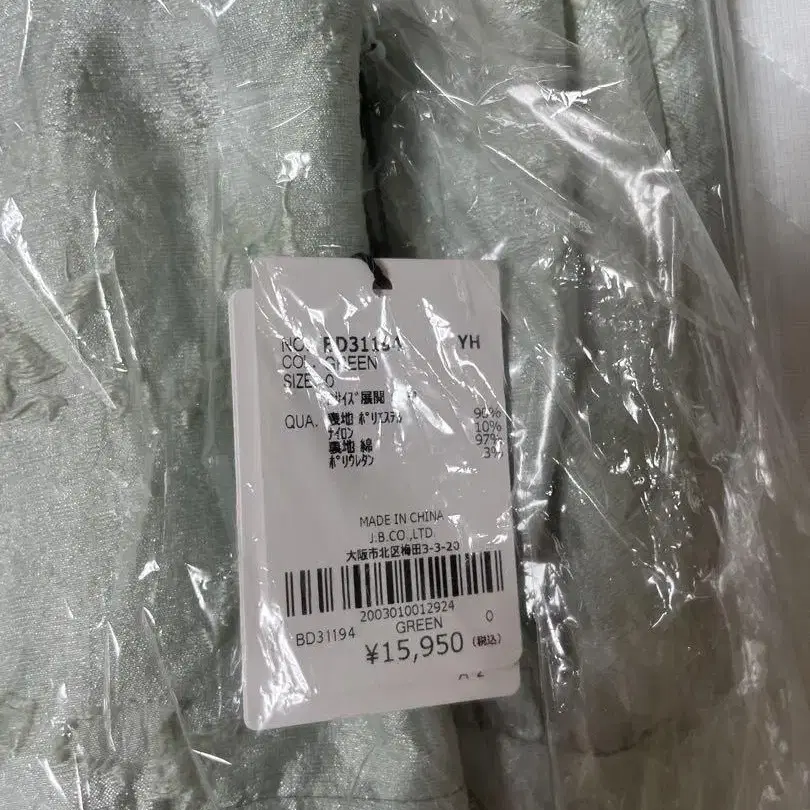 NO. BD31194 YH
COL. GREEN
SIZE 0
サイズ展開
QUA. 表地 ポリエステル 90%
ナイロン 10%
裏地 綿 97%
ポリウレタン 3%
MADE IN CHINA
J.B.CO.,LTD.
大阪市北区梅田3-3-20
2003010012924
BD31194 GREEN 0
¥15,950 (税込)